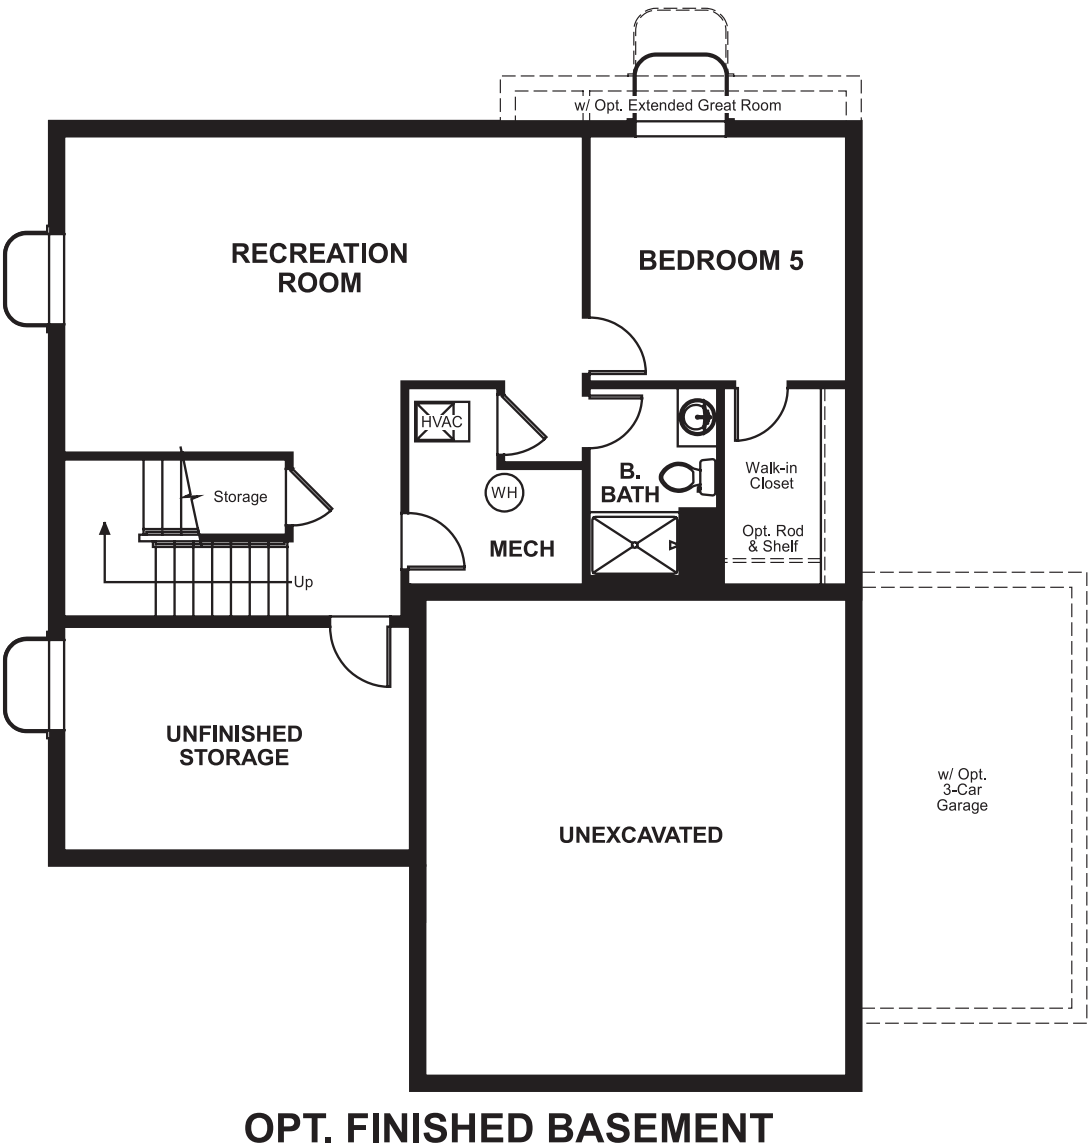 w/ Opt. Extended Great Room
RECREATION
ROOM
BEDROOM 5
HVAC
Storage
WH
B.
BATH
Walk-in
Closet
Opt. Rod
& Shelf
MECH
Up
UNFINISHED
STORAGE
UNEXCAVATED
w/ Opt.
3-Car
Garage
OPT. FINISHED BASEMENT